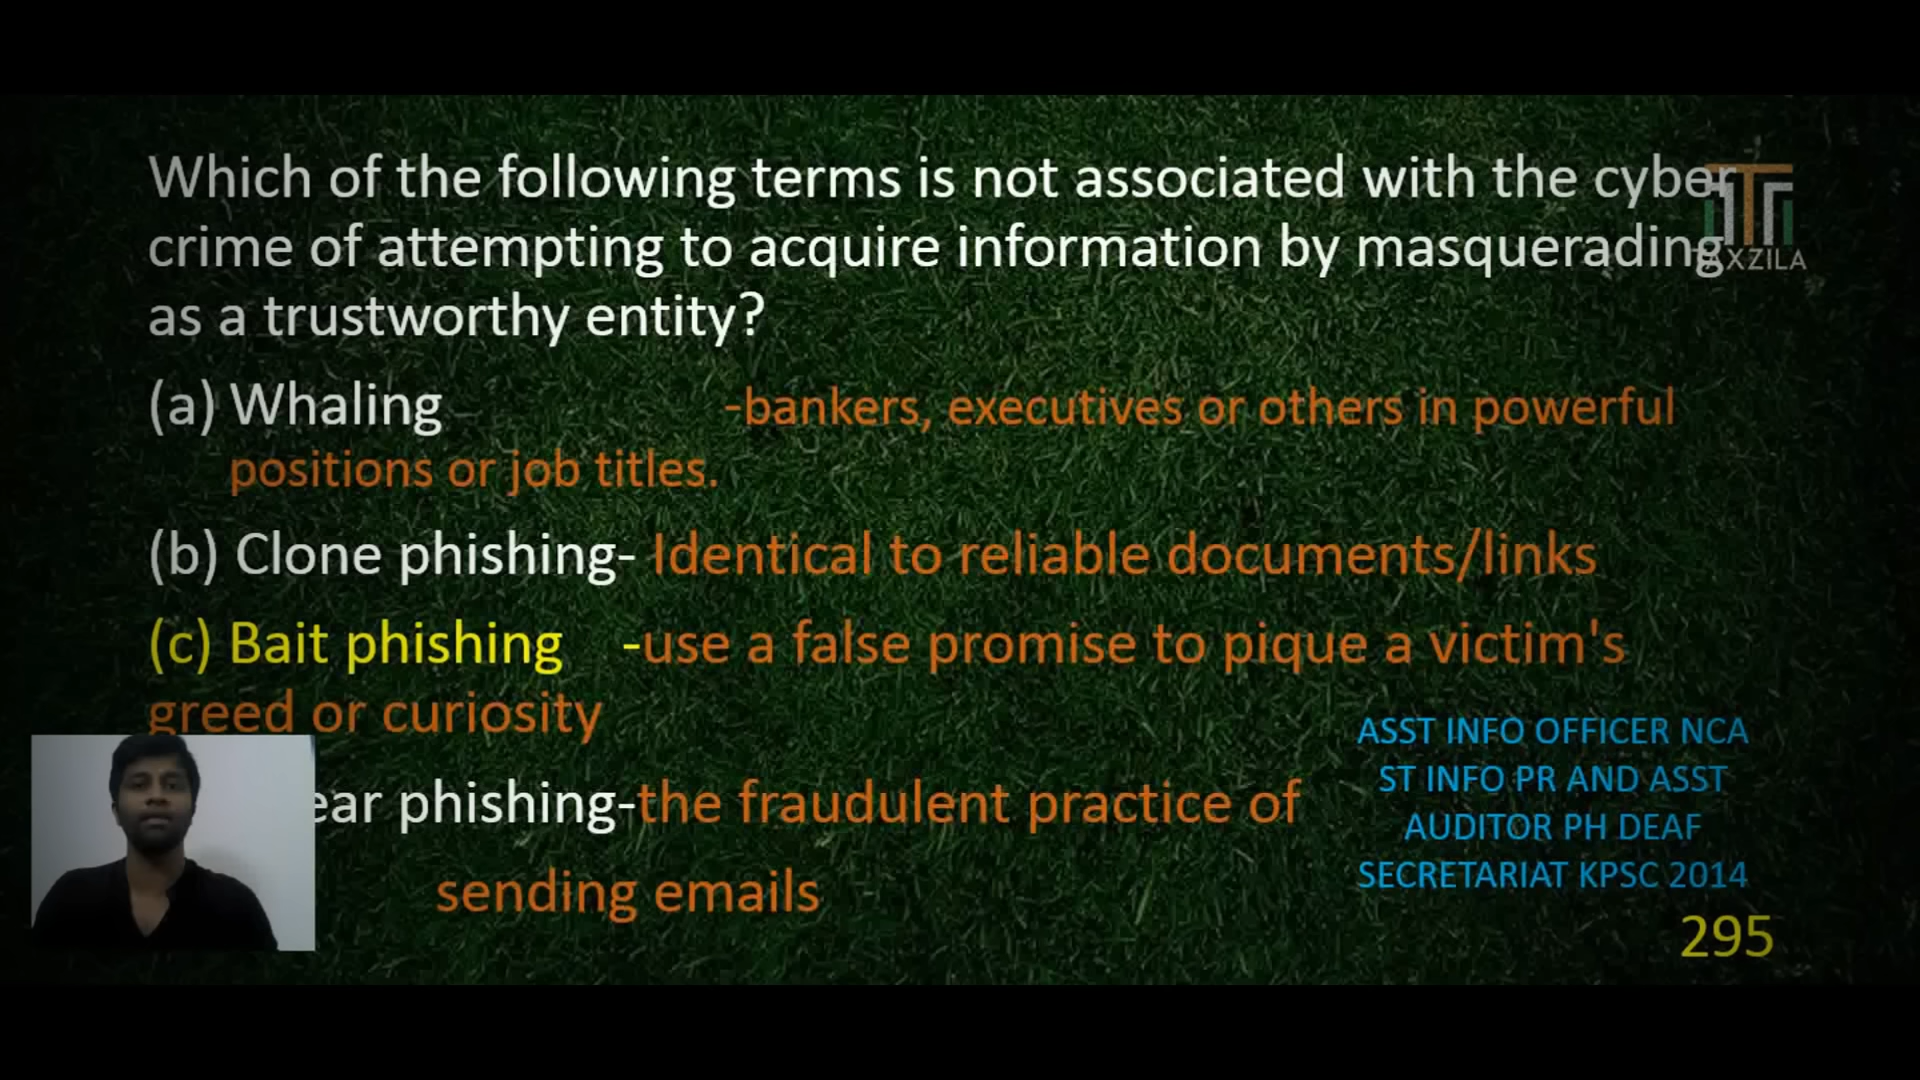 Which of the following terms is not associated with the cyber
crime of attempting to acquire information by masquerading
as a trustworthy entity?
(a) Whaling -bankers, executives or others in powerful
positions or job titles.
(b) Clone phishing- Identical to reliable documents/links
(c) Bait phishing -use a false promise to pique a victim's
greed or curiosity
ear phishing-the fraudulent practice of
sending emails
ASST INFO OFFICER NCA
ST INFO PR AND ASST
AUDITOR PH DEAF
SECRETARIAT KPSC 2014
295